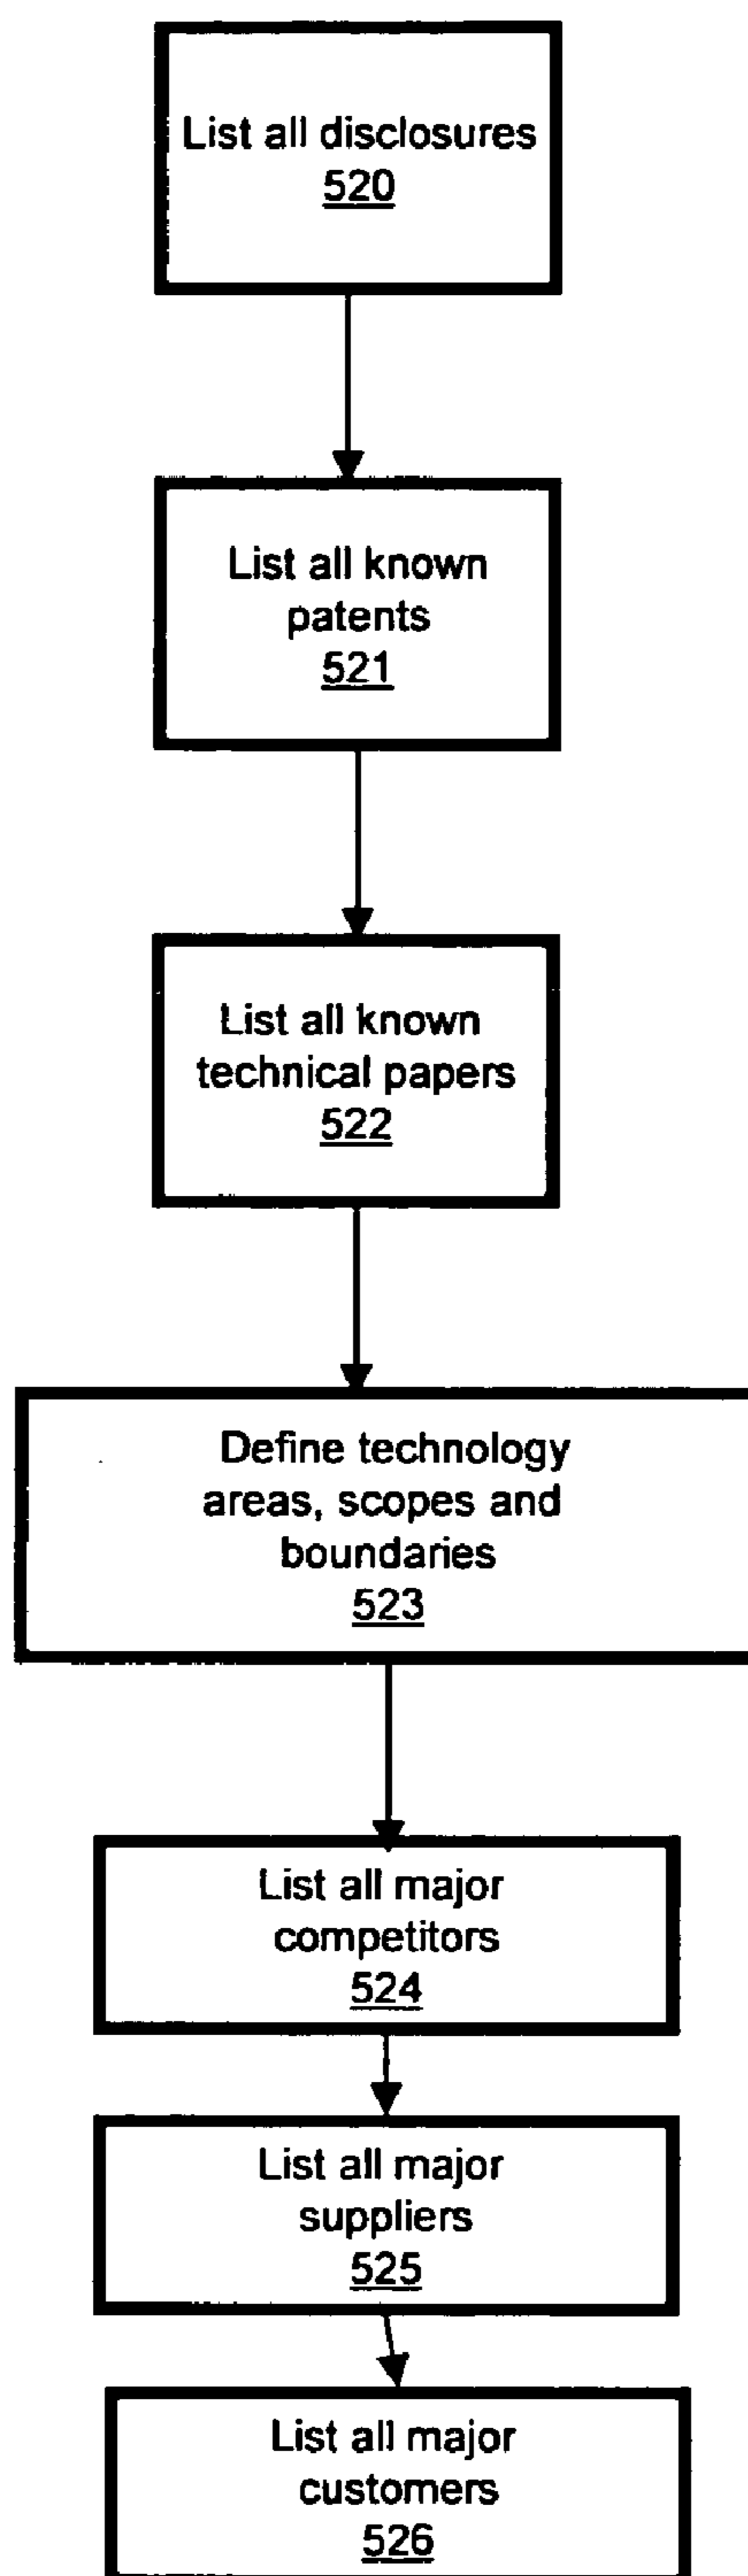 List all disclosures
520
List all known
patents
521
List all known
technical papers
522
Define technology
areas, scopes and
boundaries
523
List all major
competitors
524
List all major
suppliers
525
List all major
customers
526